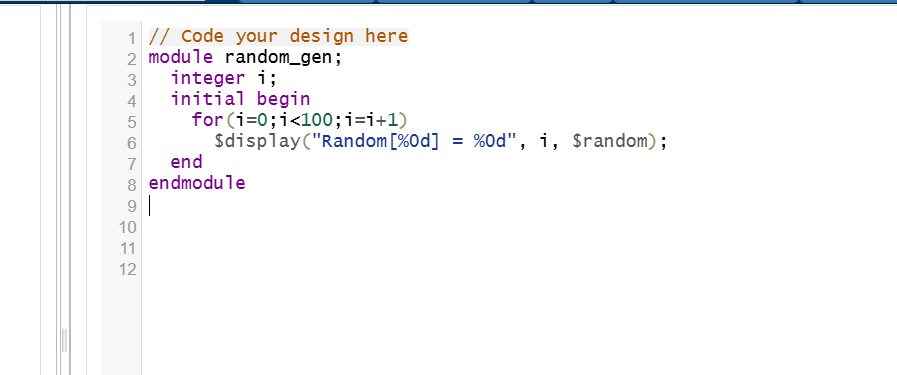 1 // Code your design here
2 module random_gen;
3 integer i;
4 initial begin
5 for(i=0;i<100;i=i+1)
6 $display("Random[%0d] = %0d", i, $random);
7 end
8 endmodule
9
10
11
12